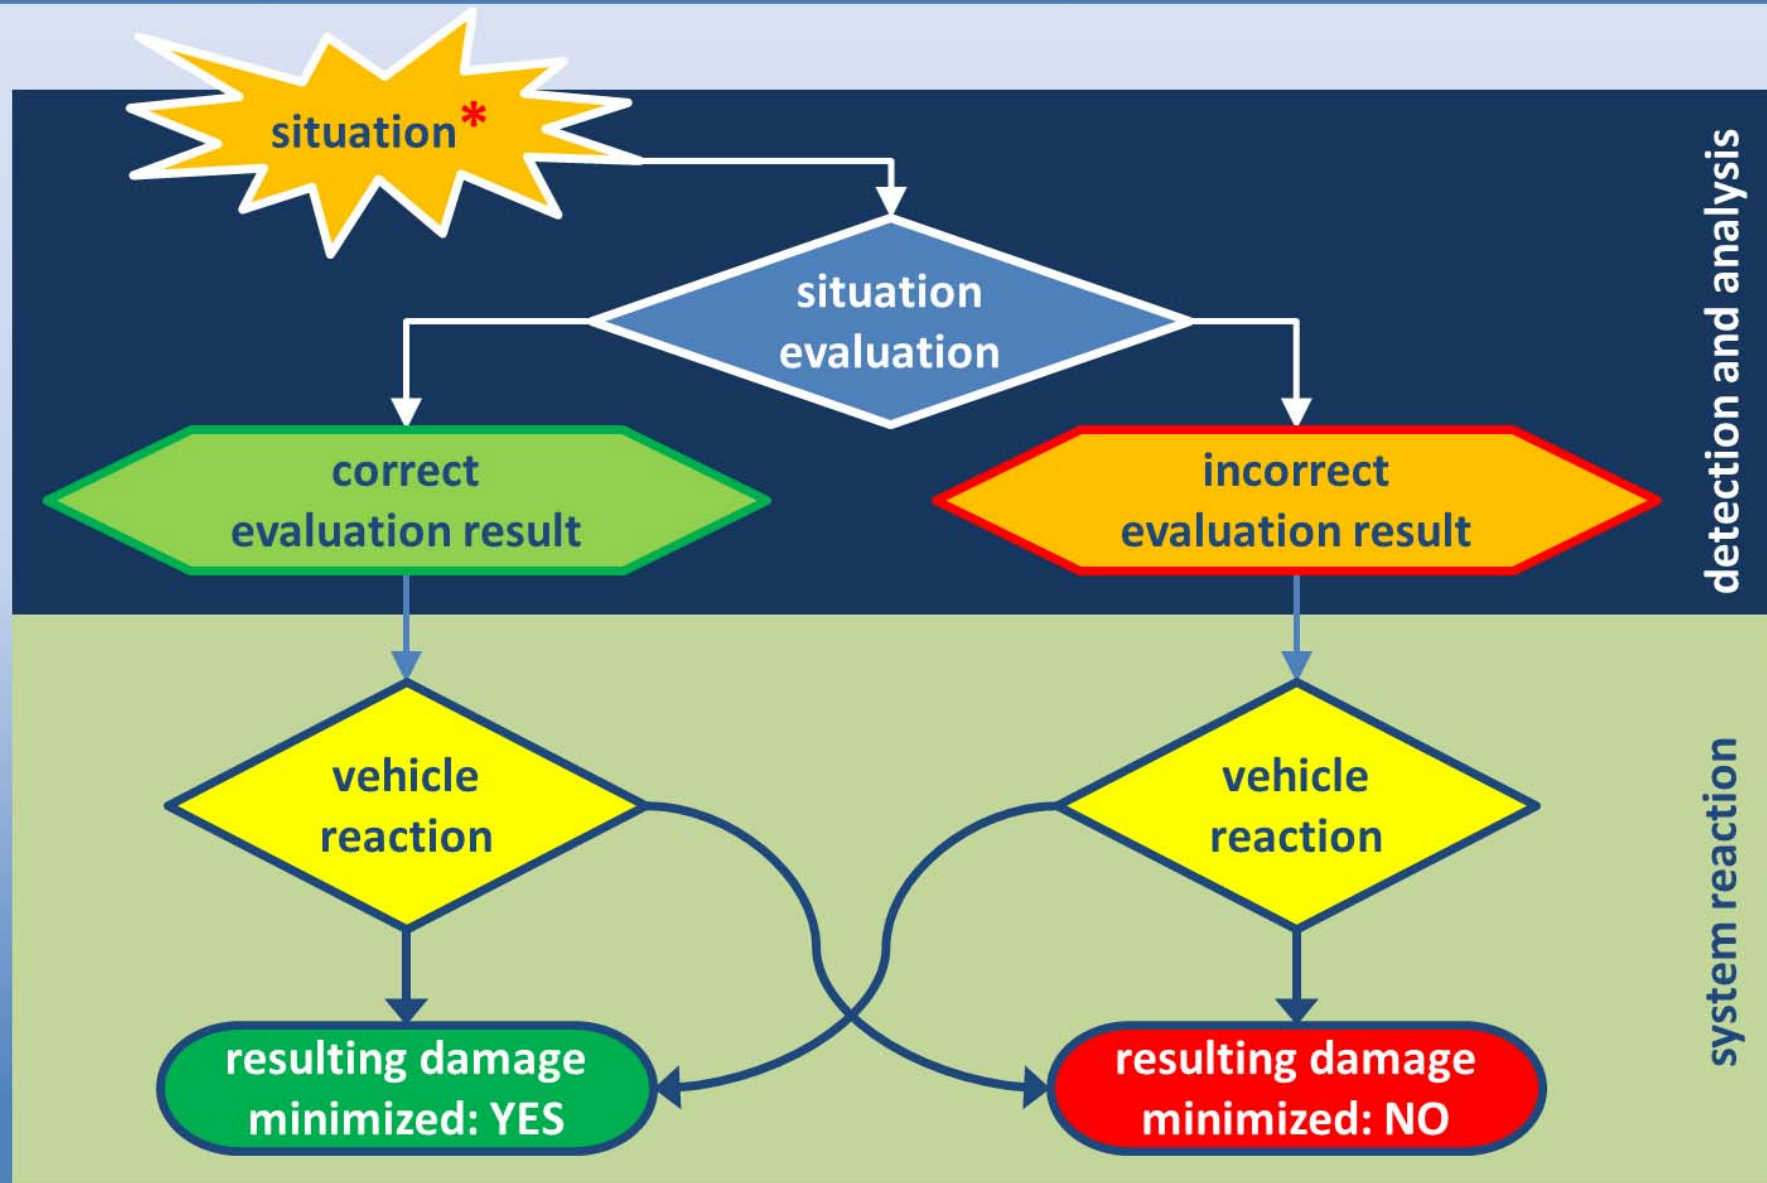 situation*
situation
evaluation
correct
evaluation result
incorrect
evaluation result
detection and analysis
vehicle
reaction
vehicle
reaction
resulting damage
minimized: YES
resulting damage
minimized: NO
system reaction